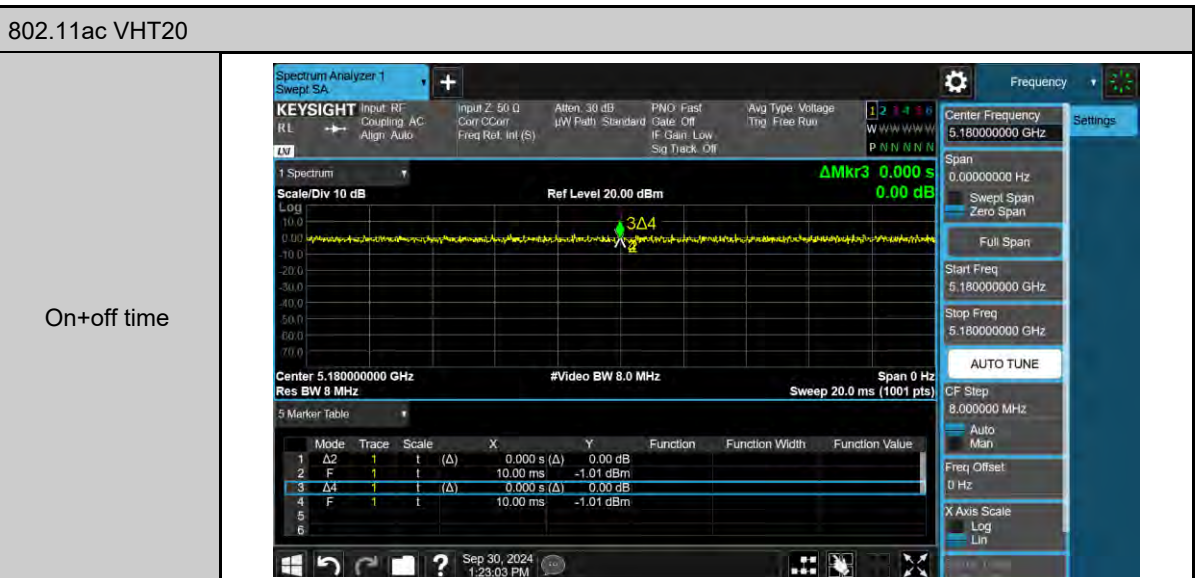 802.11ac VHT20
On+off time
Spectrum Analyzer 1
Swept SA
Frequency
KEYSIGHT
RL
LXI
Input: RF
Coupling: AC
Align: Auto
Input Z: 50 Ω
Corr CCorr
Freq Ref: Int (S)
Atten: 30 dB
µW Path: Standard
PNO: Fast
Gate: Off
IF Gain: Low
Sig Track: Off
Avg Type: Voltage
Trig: Free Run
1 2 3 4 5 6
W W W W W W
P N N N N N
1 Spectrum
ΔMkr3 0.000 s
0.00 dB
Scale/Div 10 dB
Ref Level 20.00 dBm
Log
10.0
0.00
-10.0
-20.0
-30.0
-40.0
-50.0
-60.0
-70.0
3Δ4
Center 5.180000000 GHz
#Video BW 8.0 MHz
Span 0 Hz
Res BW 8 MHz
Sweep 20.0 ms (1001 pts)
5 Marker Table
Mode Trace Scale X Y Function Function Width Function Value
1 Δ2 1 t (Δ) 0.000 s (Δ) 0.00 dB
2 F 1 t 10.00 ms -1.01 dBm
3 Δ4 1 t (Δ) 0.000 s (Δ) 0.00 dB
4 F 1 t 10.00 ms -1.01 dBm
5
6
Sep 30, 2024
1:23:03 PM
Center Frequency
5.180000000 GHz
Settings
Span
0.00000000 Hz
Swept Span
Zero Span
Full Span
Start Freq
5.180000000 GHz
Stop Freq
5.180000000 GHz
AUTO TUNE
CF Step
8.000000 MHz
Auto
Man
Freq Offset
0 Hz
X Axis Scale
Log
Lin